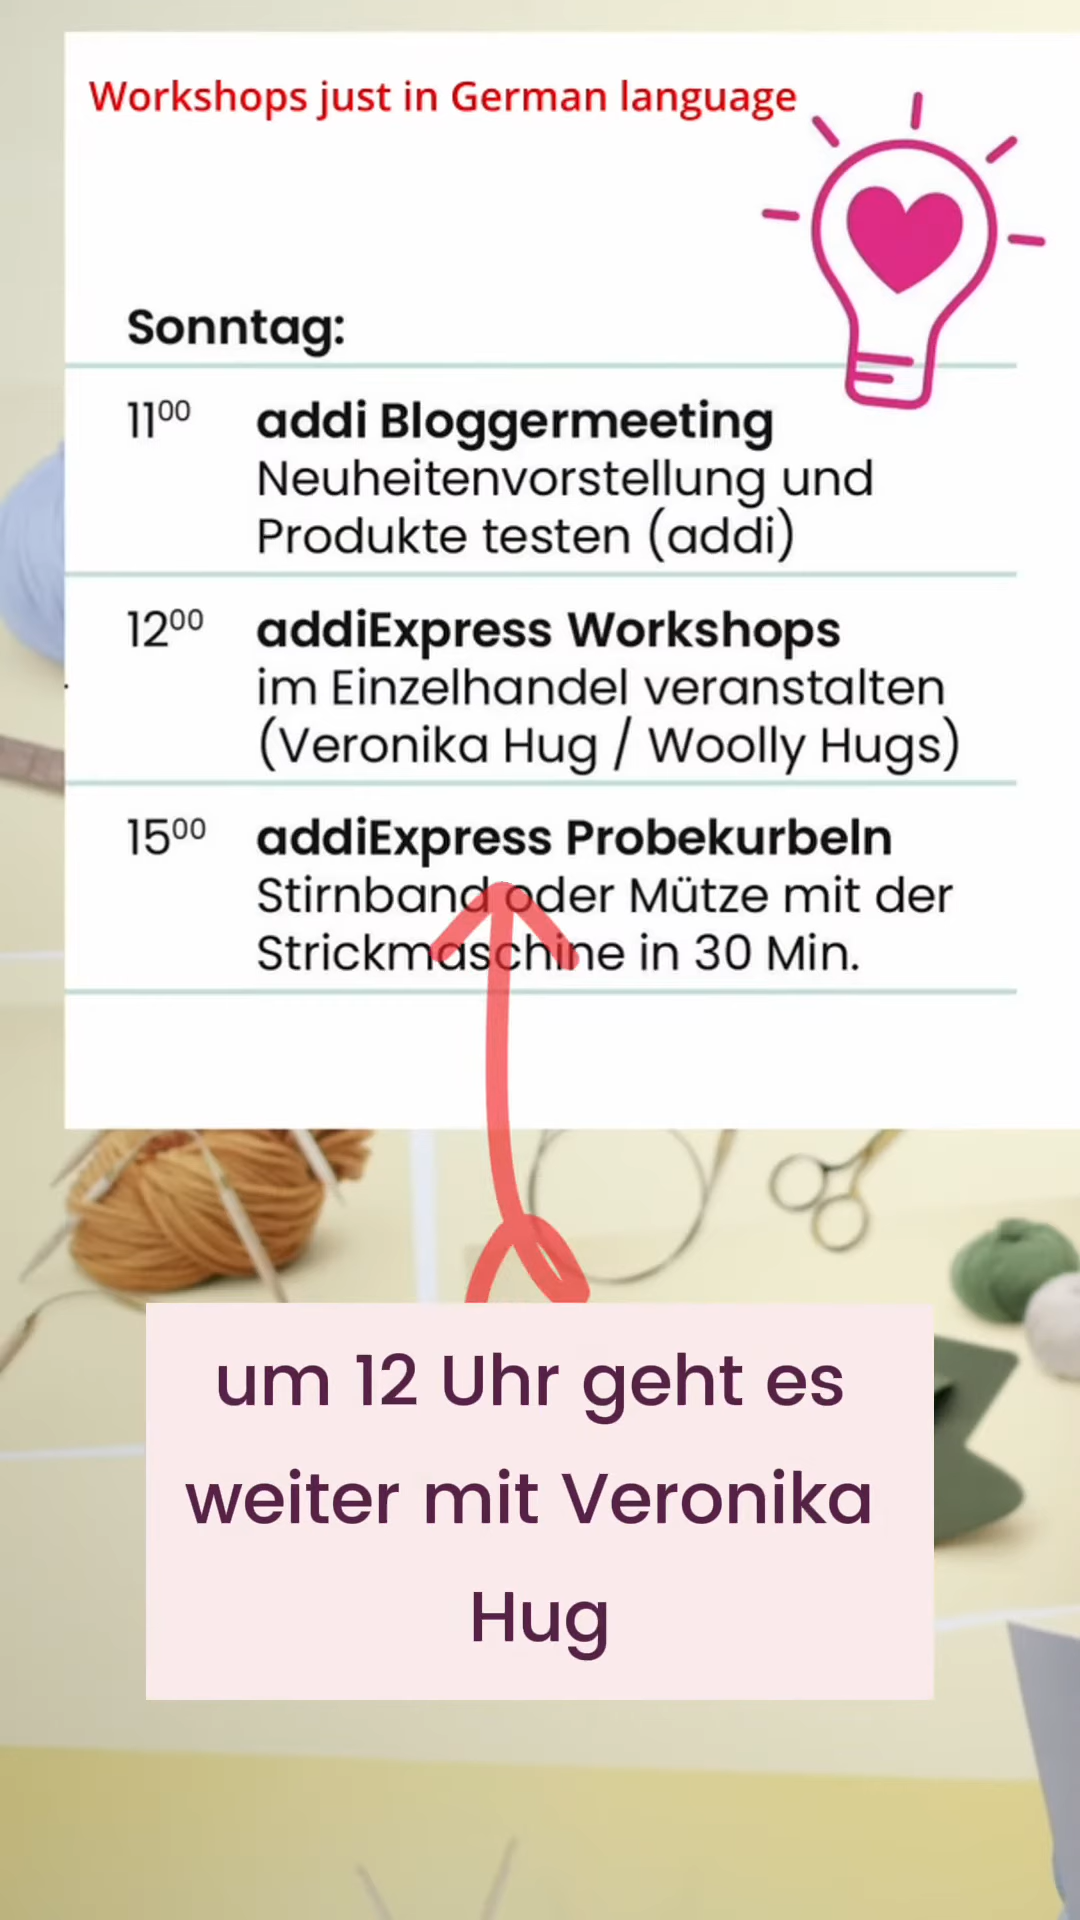 Workshops just in German language
Sonntag:
11⁰⁰ addi Bloggermeeting
Neuheitenvorstellung und
Produkte testen (addi)
12⁰⁰ addiExpress Workshops
im Einzelhandel veranstalten
(Veronika Hug / Woolly Hugs)
15⁰⁰ addiExpress Probekurbeln
Stirnband oder Mütze mit der
Strickmaschine in 30 Min.
um 12 Uhr geht es
weiter mit Veronika
Hug